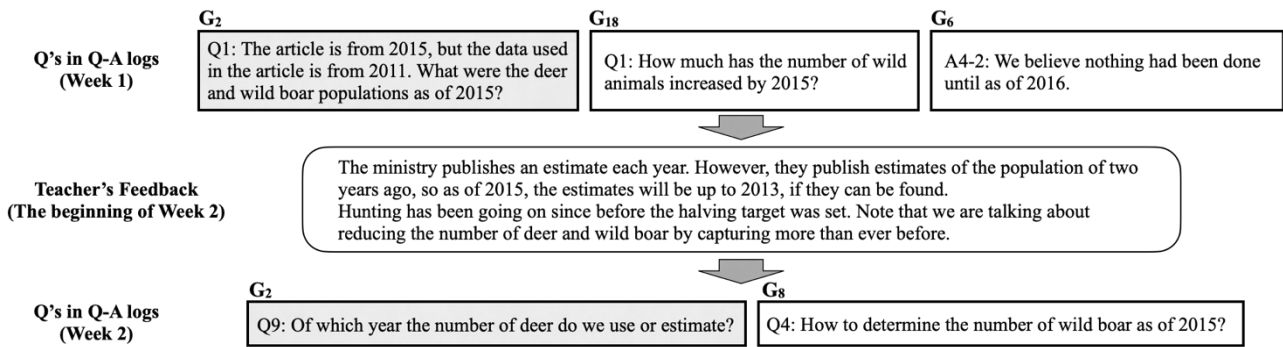 G2
G18
G6
Q's in Q-A logs
(Week 1)
Q1: The article is from 2015, but the data used
in the article is from 2011. What were the deer
and wild boar populations as of 2015?
Q1: How much has the number of wild
animals increased by 2015?
A4-2: We believe nothing had been done
until as of 2016.
Teacher's Feedback
(The beginning of Week 2)
The ministry publishes an estimate each year. However, they publish estimates of the population of two
years ago, so as of 2015, the estimates will be up to 2013, if they can be found.
Hunting has been going on since before the halving target was set. Note that we are talking about
reducing the number of deer and wild boar by capturing more than ever before.
Q's in Q-A logs
(Week 2)
G2
G8
Q9: Of which year the number of deer do we use or estimate?
Q4: How to determine the number of wild boar as of 2015?